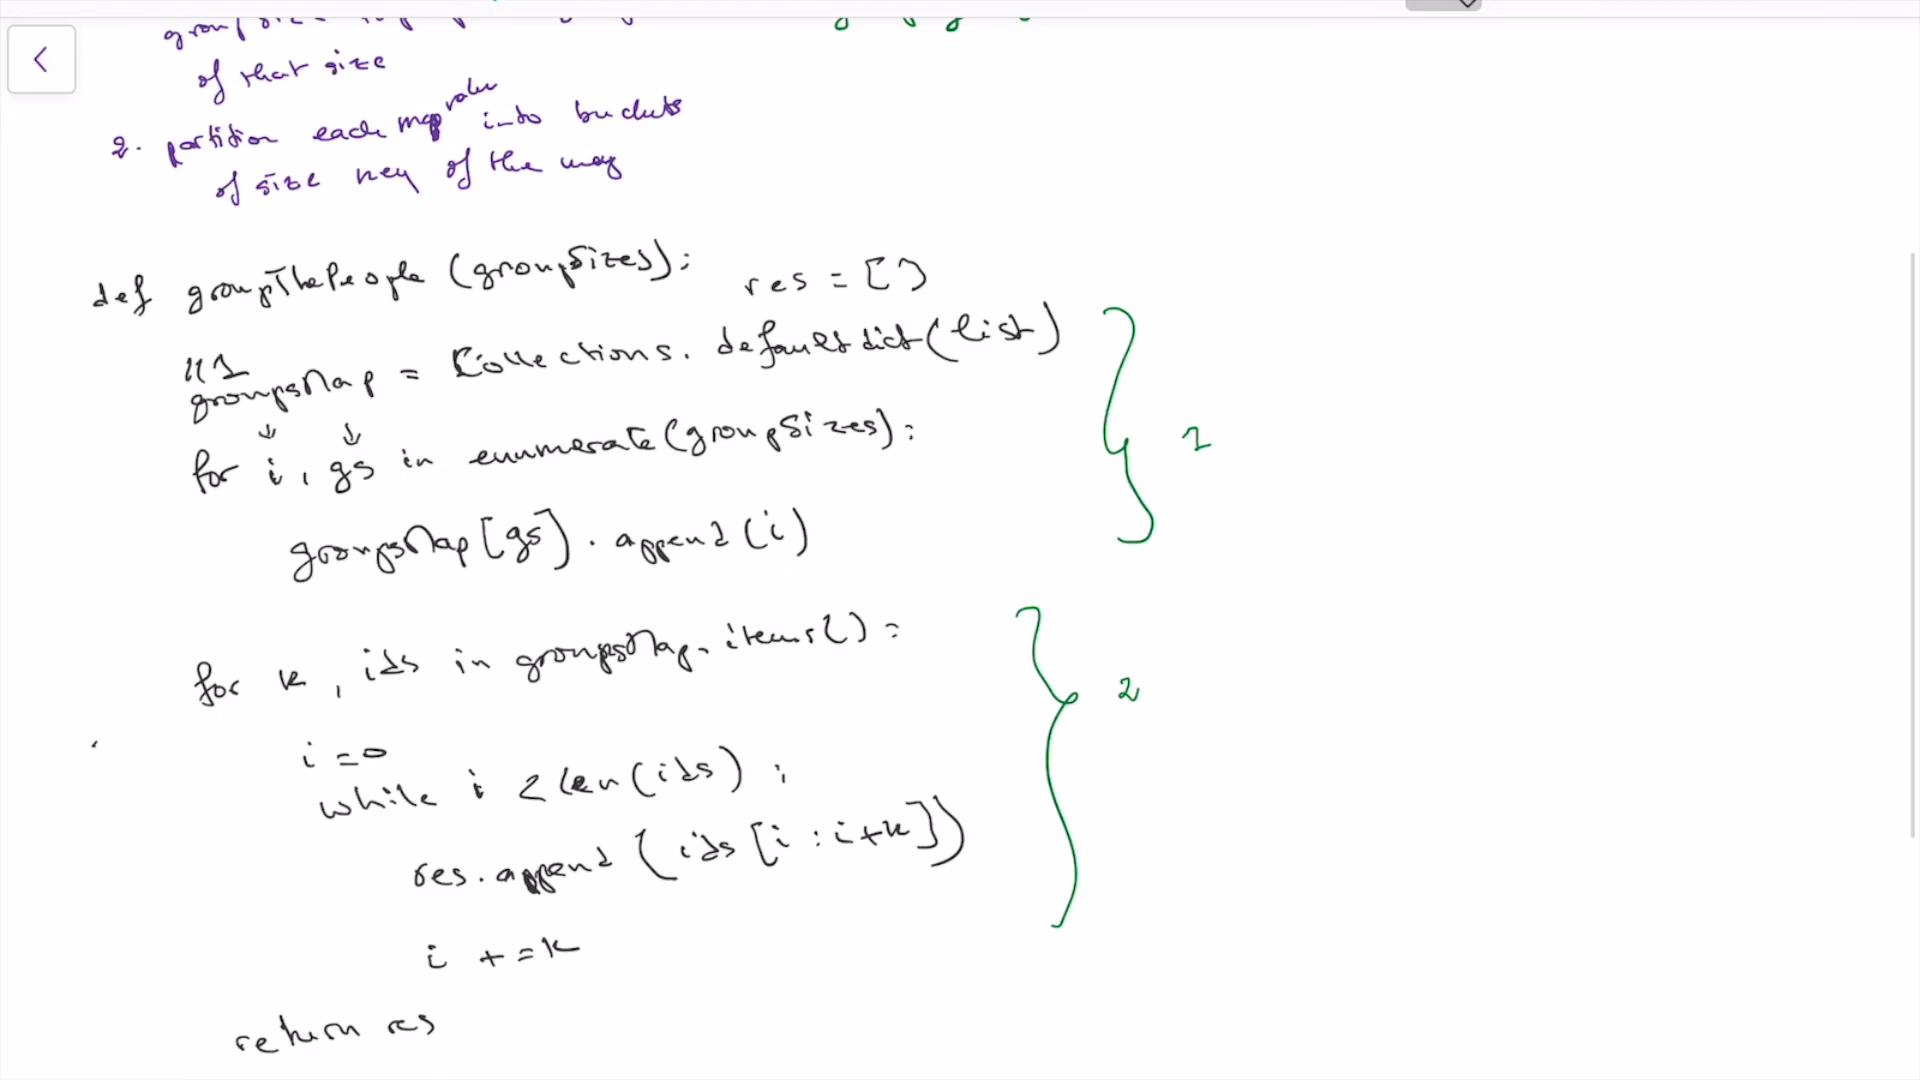 of that size
2. partition each map value into buckets
of size key of the map
def groupThePeople (groupSizes):
res = []
//1
groupsMap = Collections. defaultdict(list)
for i, gs in enumerate(groupSizes):
1
groupsMap[gs]. append(i)
for k, ids in groupsMap.items():
2
i = 0
while i < len(ids):
res. append (ids [i : i+k])
i += k
return res